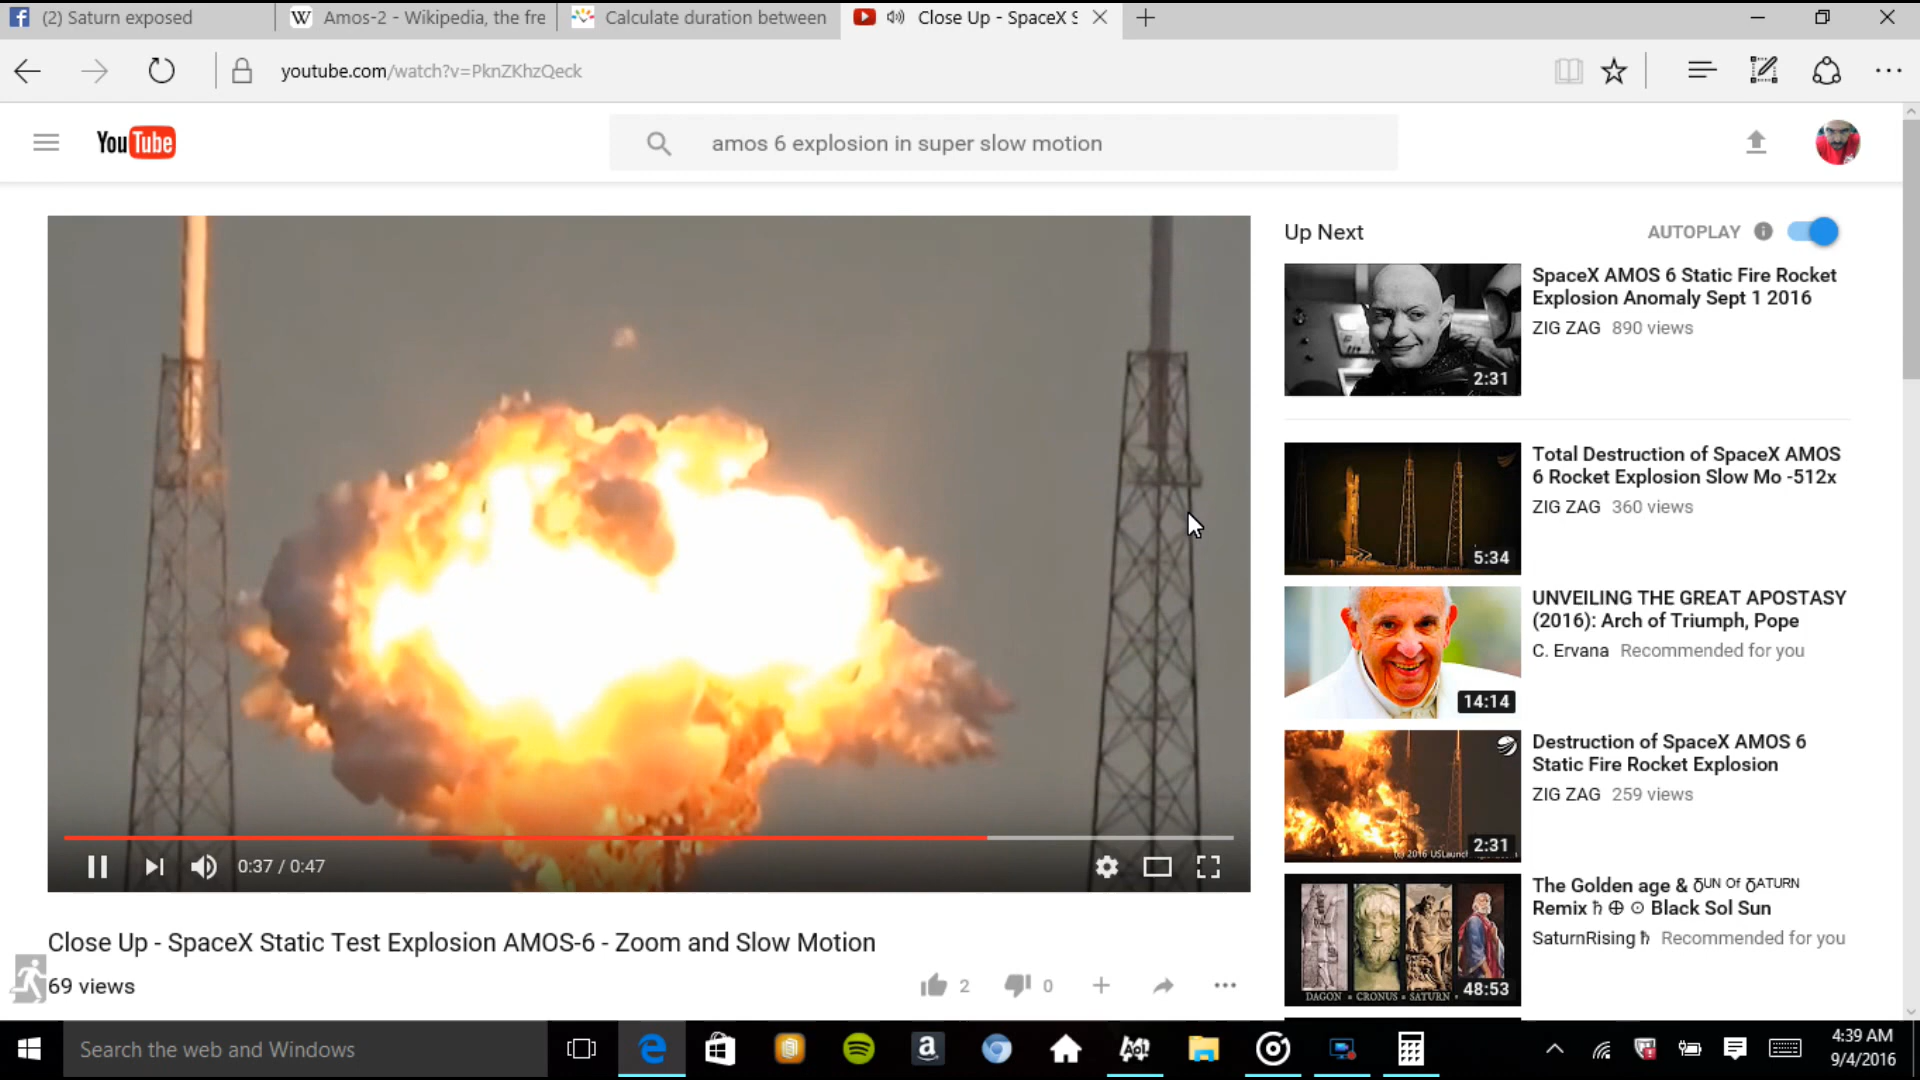 (2) Saturn exposed
W Amos-2 - Wikipedia, the fre
Calculate duration between
Close Up - SpaceX S
youtube.com/watch?v=PknZKhzQeck
YouTube
amos 6 explosion in super slow motion
Up Next
AUTOPLAY
SpaceX AMOS 6 Static Fire Rocket
Explosion Anomaly Sept 1 2016
ZIG ZAG 890 views
2:31
Total Destruction of SpaceX AMOS
6 Rocket Explosion Slow Mo -512x
ZIG ZAG 360 views
5:34
UNVEILING THE GREAT APOSTASY
(2016): Arch of Triumph, Pope
C. Ervana Recommended for you
14:14
Destruction of SpaceX AMOS 6
Static Fire Rocket Explosion
ZIG ZAG 259 views
2:31
(c) 2016 USLaunch
The Golden age & ẟᵁᴺ ᴼᶠ ẟᴬᵀᵁᴿᴺ
Remix ♄ ⊕ ⊙ Black Sol Sun
SaturnRising ♄ Recommended for you
DAGON = CRONUS = SATURN
48:53
0:37 / 0:47
Close Up - SpaceX Static Test Explosion AMOS-6 - Zoom and Slow Motion
69 views
2
0
Search the web and Windows
a
Aol
4:39 AM
9/4/2016